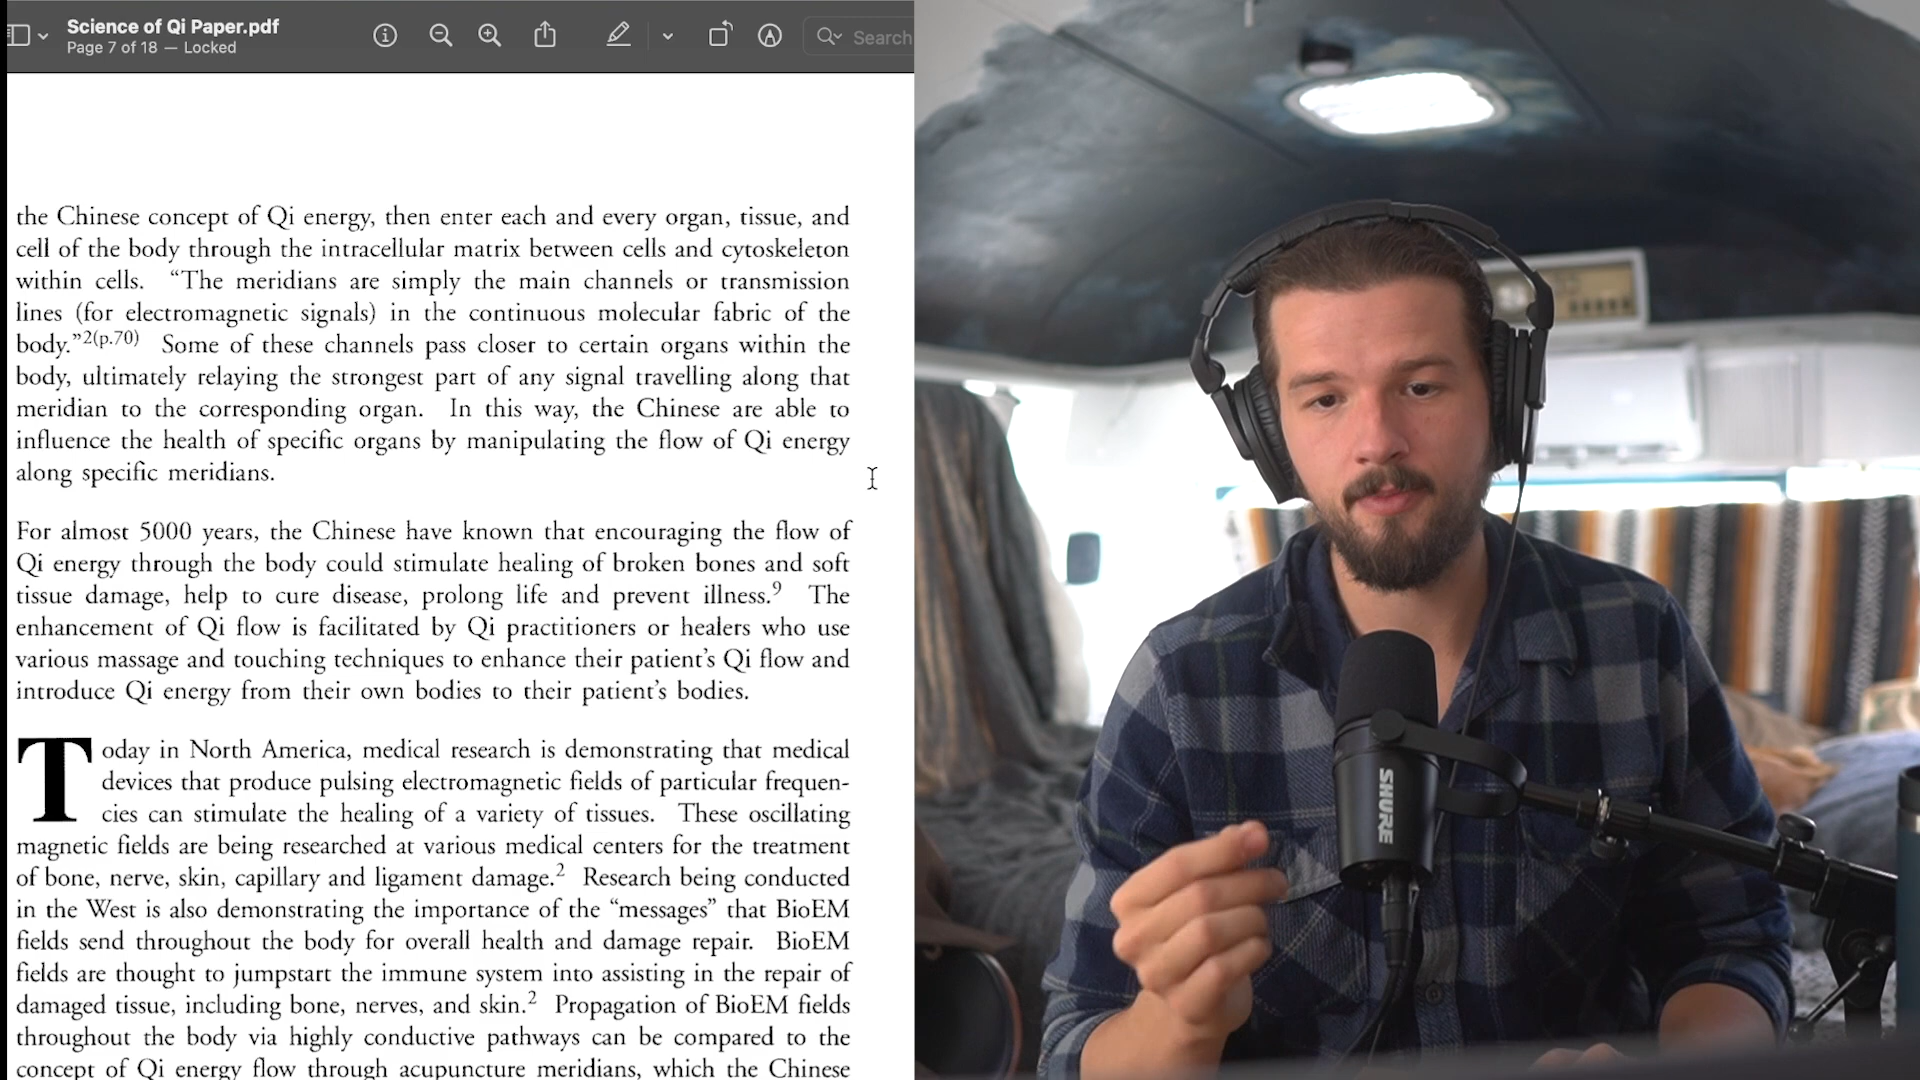 Science of Qi Paper.pdf
Page 7 of 18 — Locked
Search
the Chinese concept of Qi energy, then enter each and every organ, tissue, and
cell of the body through the intracellular matrix between cells and cytoskeleton
within cells. “The meridians are simply the main channels or transmission
lines (for electromagnetic signals) in the continuous molecular fabric of the
body.”2(p.70) Some of these channels pass closer to certain organs within the
body, ultimately relaying the strongest part of any signal travelling along that
meridian to the corresponding organ. In this way, the Chinese are able to
influence the health of specific organs by manipulating the flow of Qi energy
along specific meridians.
For almost 5000 years, the Chinese have known that encouraging the flow of
Qi energy through the body could stimulate healing of broken bones and soft
tissue damage, help to cure disease, prolong life and prevent illness.9 The
enhancement of Qi flow is facilitated by Qi practitioners or healers who use
various massage and touching techniques to enhance their patient’s Qi flow and
introduce Qi energy from their own bodies to their patient’s bodies.
Today in North America, medical research is demonstrating that medical
devices that produce pulsing electromagnetic fields of particular frequen-
cies can stimulate the healing of a variety of tissues. These oscillating
magnetic fields are being researched at various medical centers for the treatment
of bone, nerve, skin, capillary and ligament damage.2 Research being conducted
in the West is also demonstrating the importance of the “messages” that BioEM
fields send throughout the body for overall health and damage repair. BioEM
fields are thought to jumpstart the immune system into assisting in the repair of
damaged tissue, including bone, nerves, and skin.2 Propagation of BioEM fields
throughout the body via highly conductive pathways can be compared to the
concept of Qi energy flow through acupuncture meridians, which the Chinese
SHURE